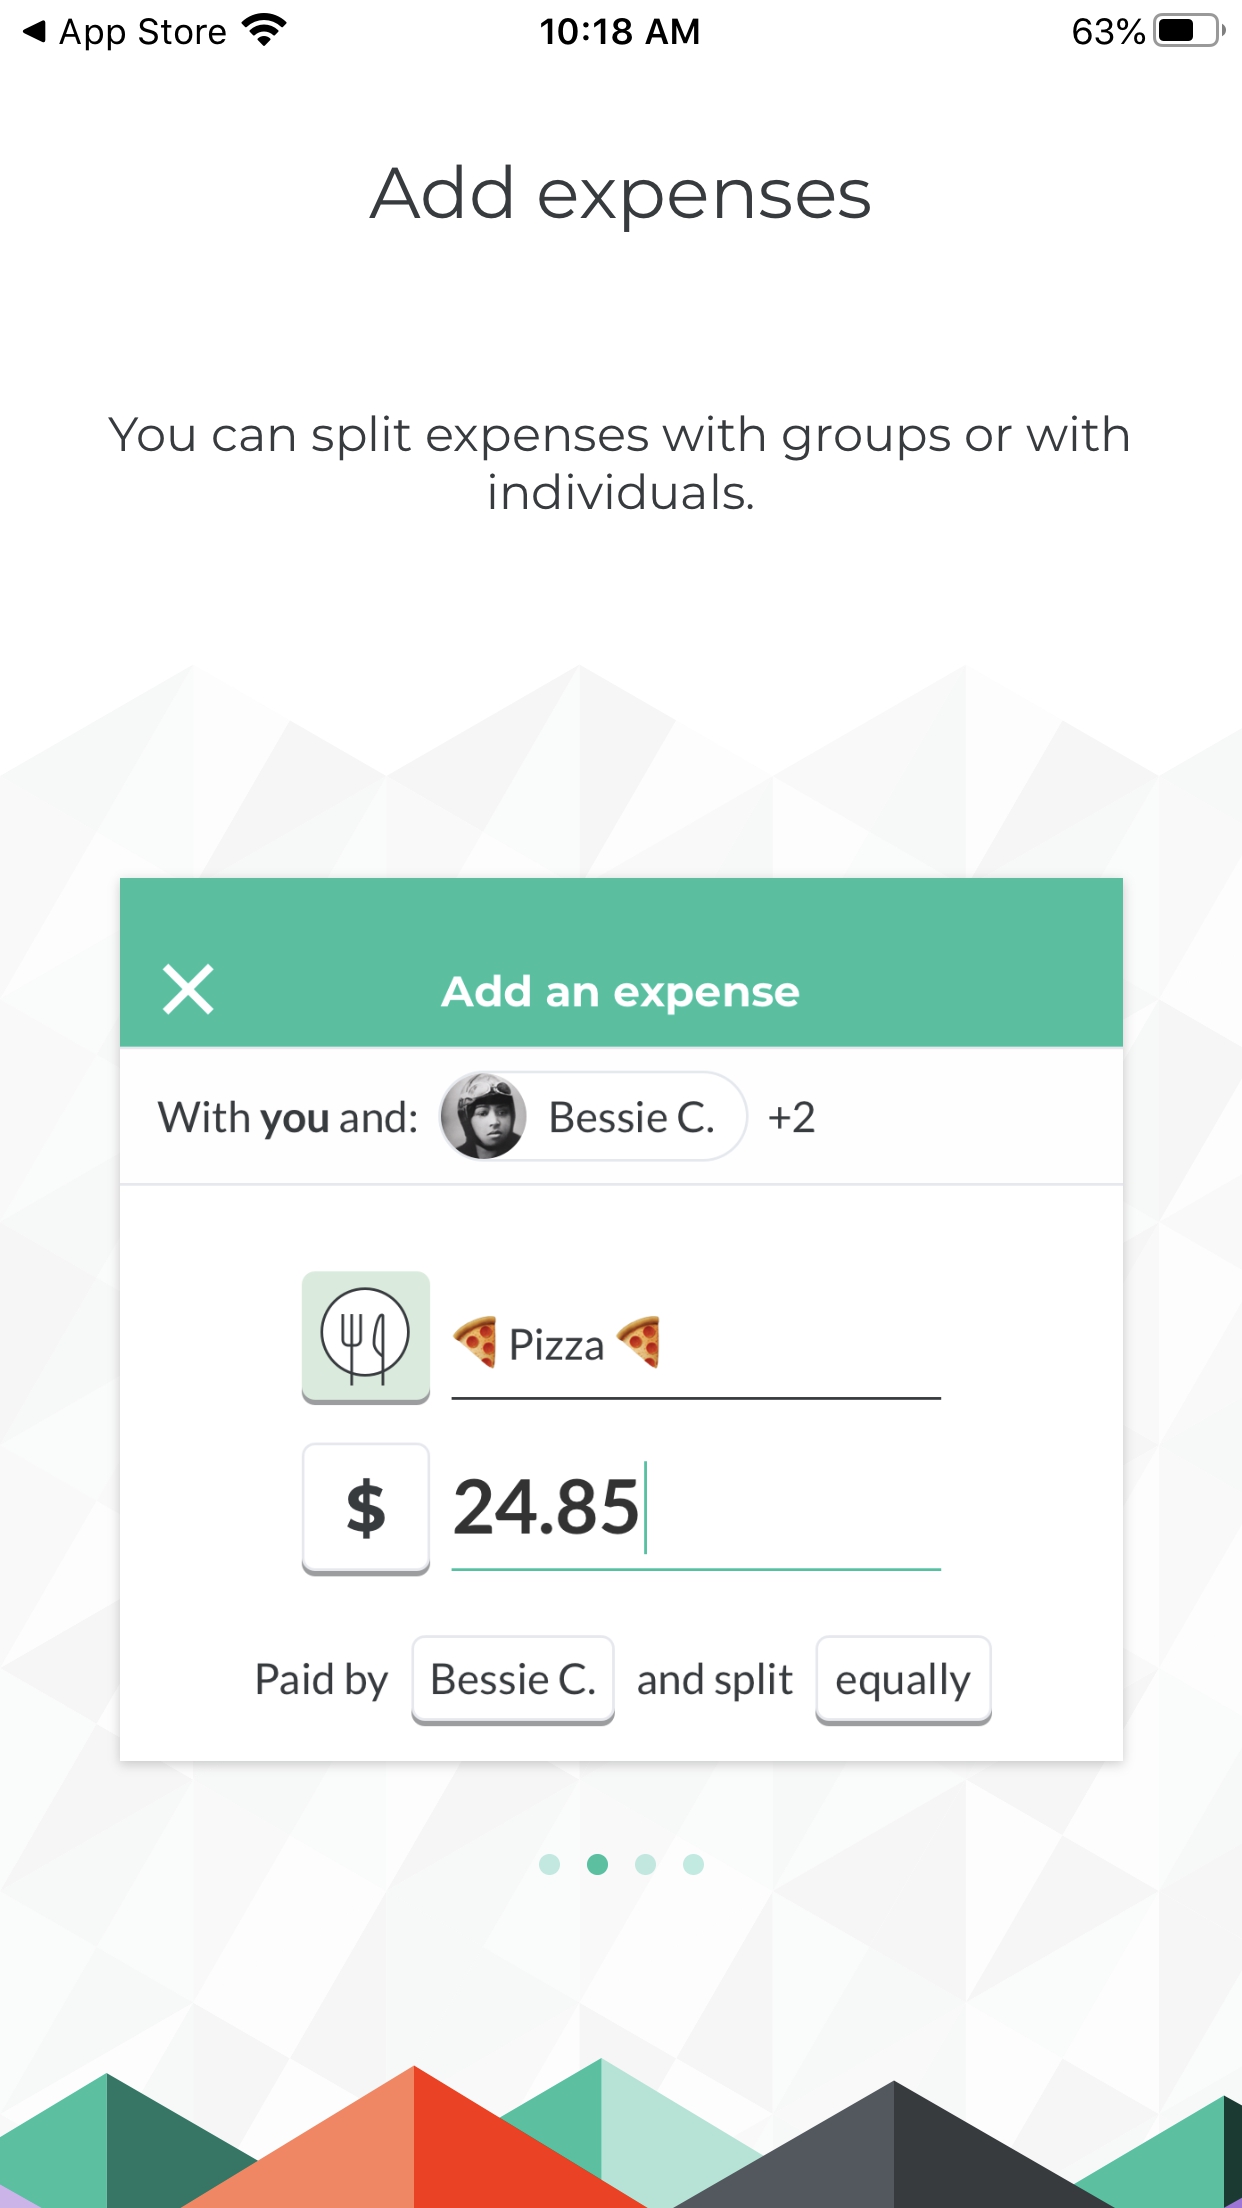 ◀ App Store 10:18 AM 63%
Add expenses
You can split expenses with groups or with
individuals.
Add an expense
With you and: Bessie C. +2
🍕 Pizza 🍕
$ 24.85
Paid by Bessie C. and split equally